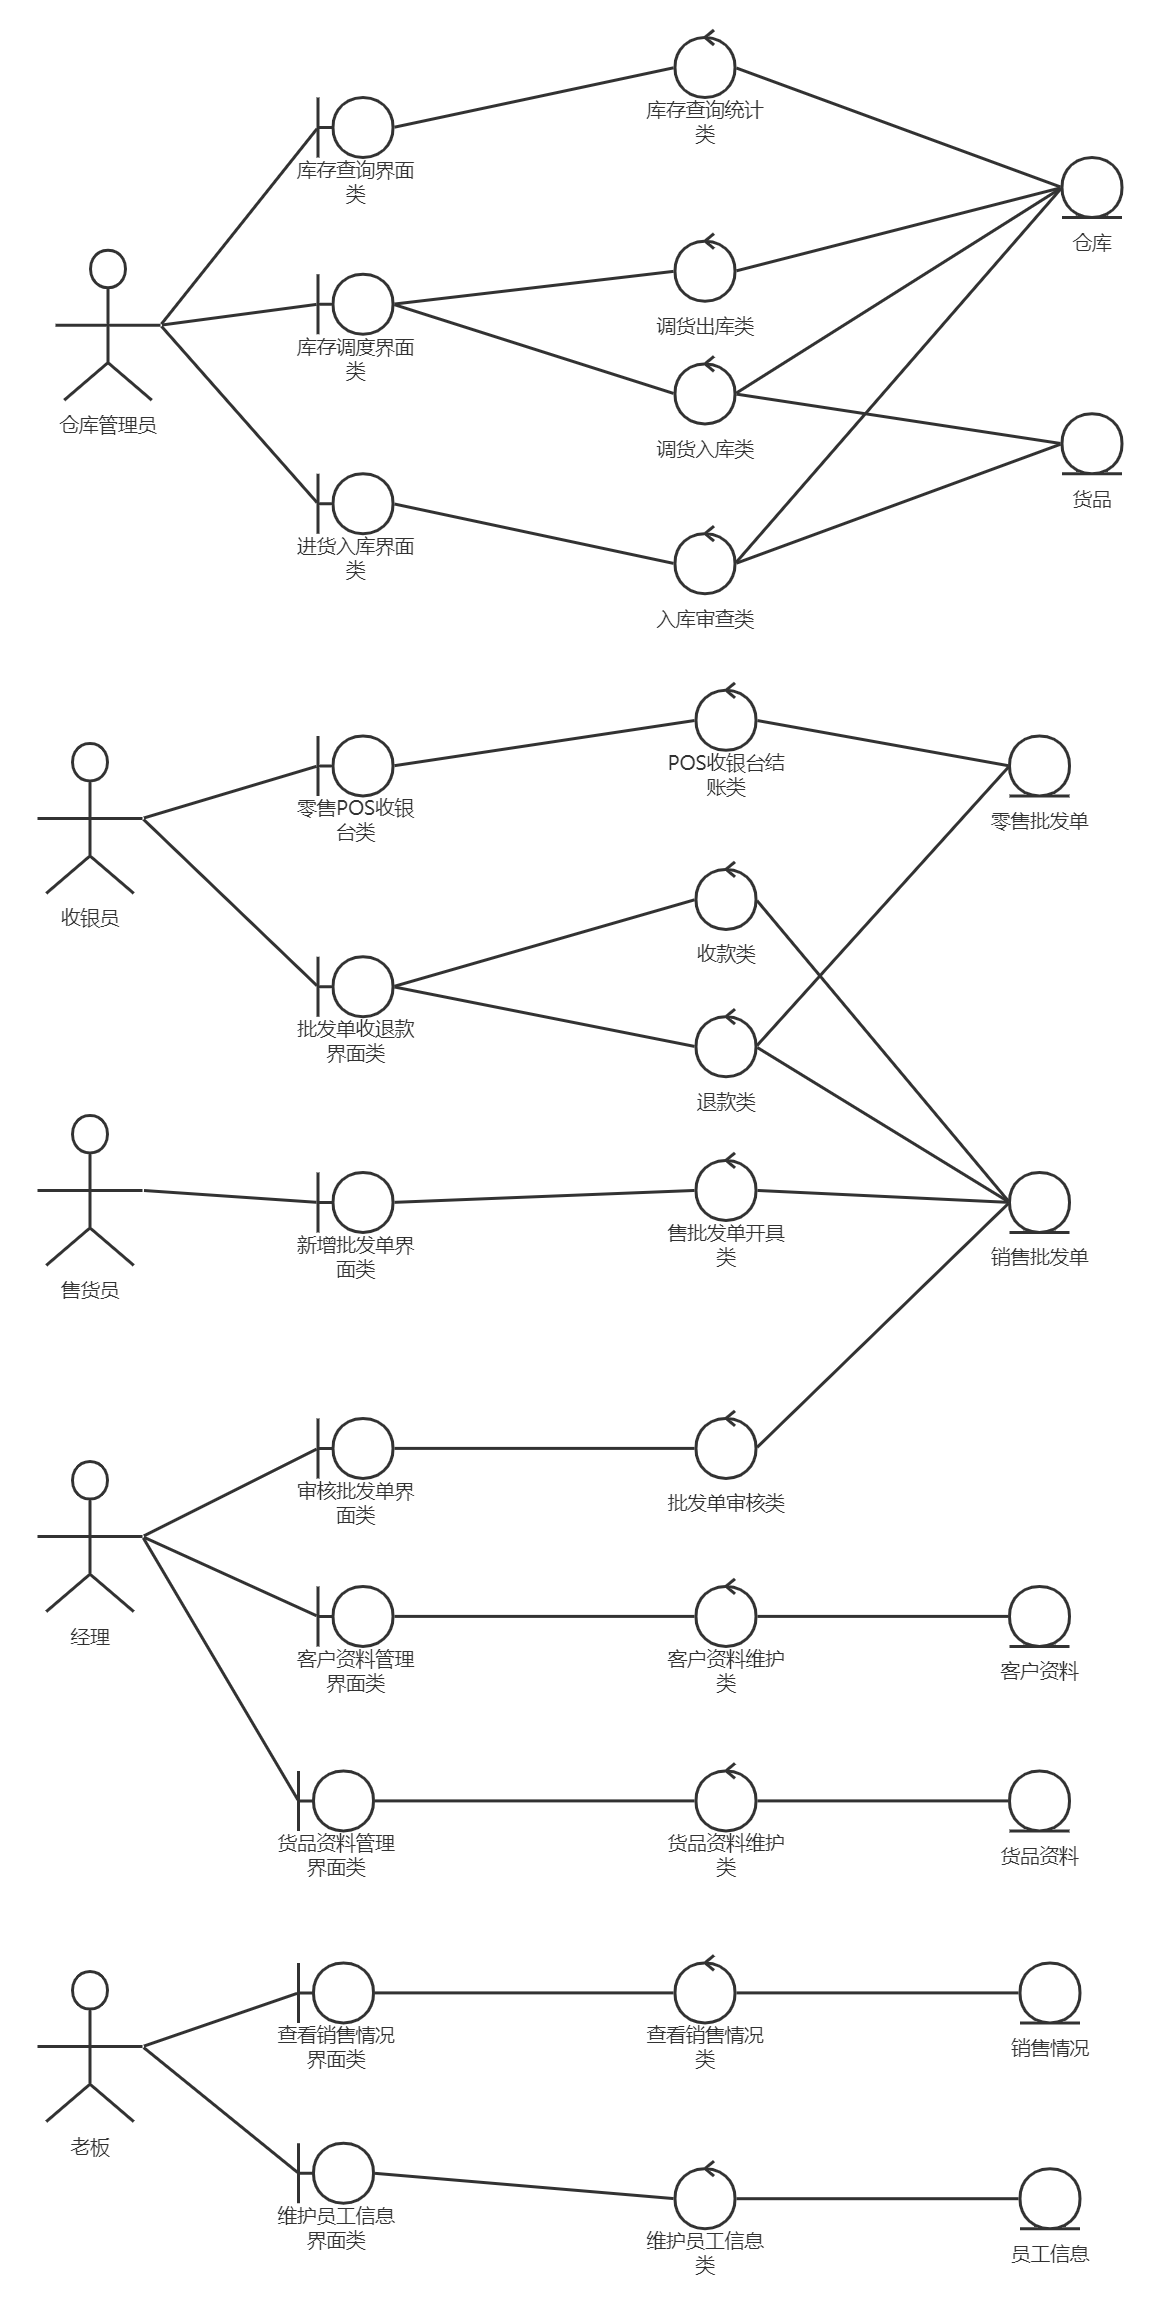 库存查询统计
类
库存查询界面
类
仓库
调货出库类
库存调度界面
类
仓库管理员
调货入库类
货品
进货入库界面
类
入库审查类
POS收银台结
账类
零售POS收银
台类
零售批发单
收银员
收款类
批发单收退款
界面类
退款类
新增批发单界
面类
售批发单开具
类
销售批发单
售货员
审核批发单界
面类
批发单审核类
经理
客户资料管理
界面类
客户资料维护
类
客户资料
货品资料管理
界面类
货品资料维护
类
货品资料
查看销售情况
界面类
查看销售情况
类
销售情况
老板
维护员工信息
界面类
维护员工信息
类
员工信息